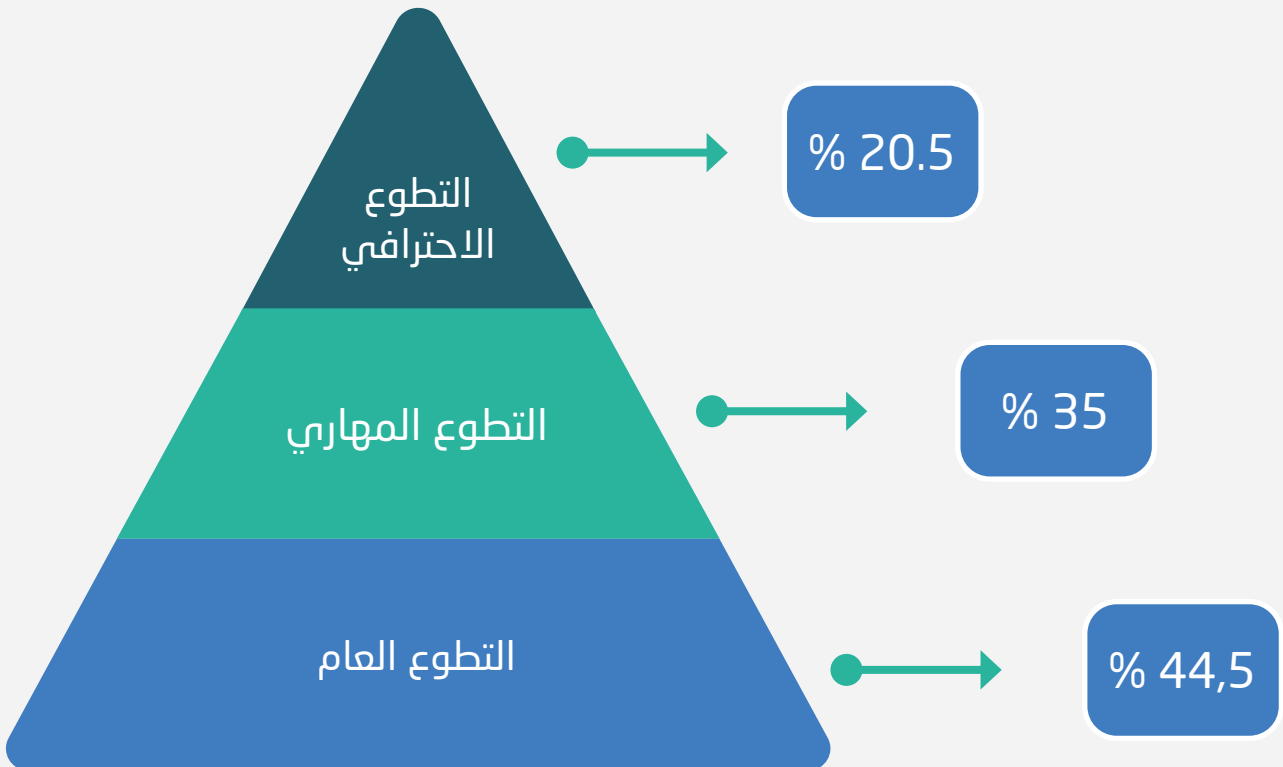 % 20.5
التطوع
الاحترافي
% 35
التطوع المهاري
% 44,5
التطوع العام